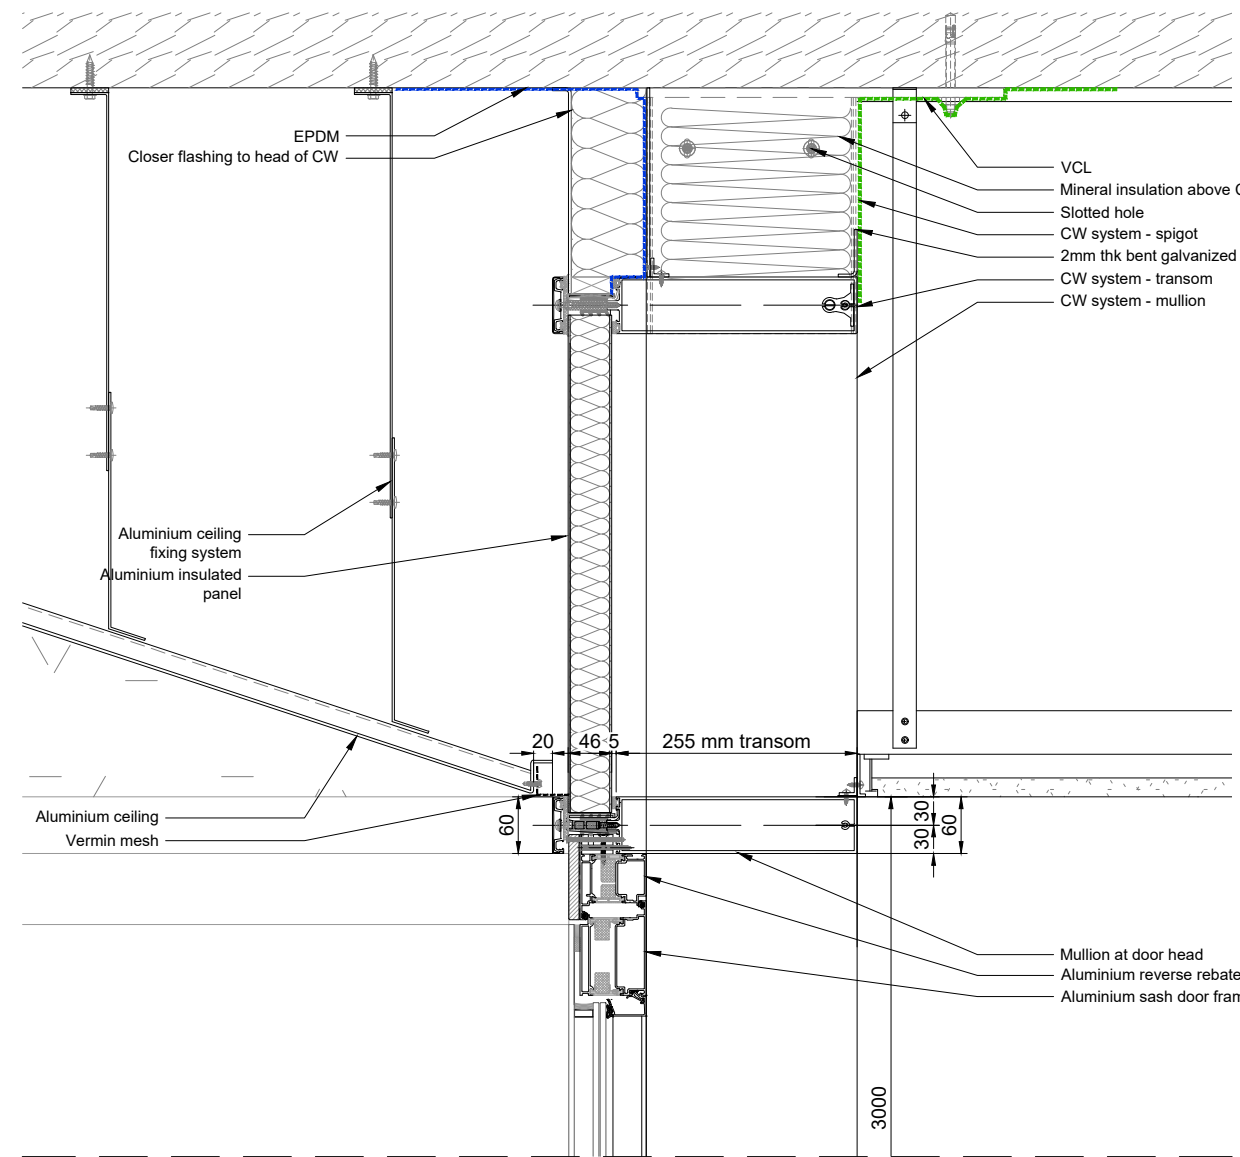 EPDM
Closer flashing to head of CW
VCL
Mineral insulation above
Slotted hole
CW system - spigot
2mm thk bent galvanized
CW system - transom
CW system - mullion
Aluminium ceiling
fixing system
Aluminium insulated
panel
20 46 5 255 mm transom
Aluminium ceiling
Vermin mesh
60
30
30
60
Mullion at door head
Aluminium reverse rebate
Aluminium sash door
3000